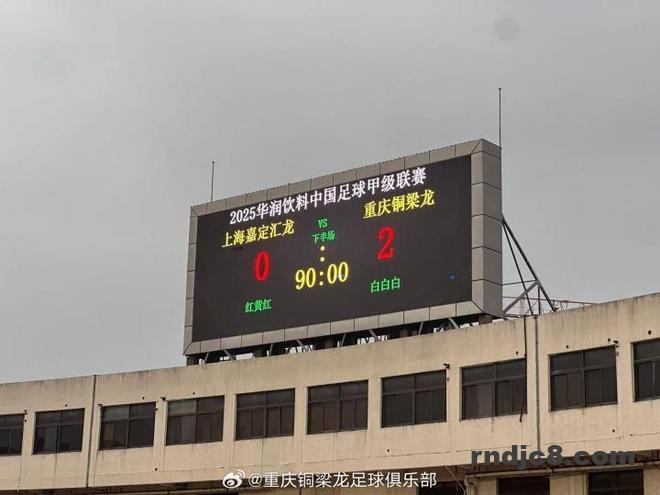 2025华润饮料中国足球甲级联赛
上海嘉定汇龙 VS 重庆铜梁龙
下半场
0 : 2
90:00
红黄红 白白白
rndjc8.com
@重庆铜梁龙足球俱乐部